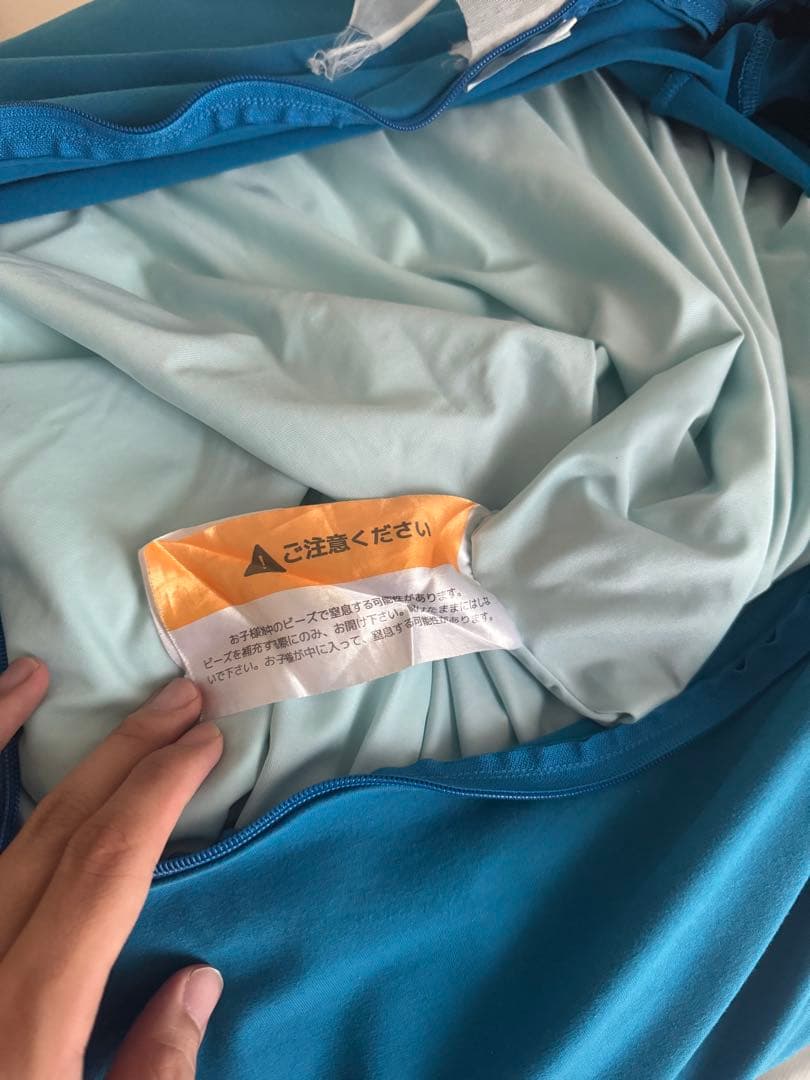 ご注意ください
お子様が中のビーズで窒息する可能性があります。
ビーズを補充する際にのみ、お開け下さい。開けたままにはしな
いで下さい。お子様が中に入って、窒息する可能性があります。